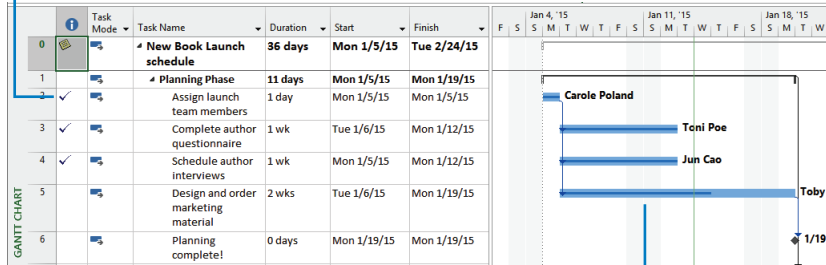 Task Mode Task Name Duration Start Finish
Jan 4, '15 Jan 11, '15 Jan 18, '15
F S S M T W T F S S M T W T F S S M T W
0 New Book Launch schedule 36 days Mon 1/5/15 Tue 2/24/15
1 Planning Phase 11 days Mon 1/5/15 Mon 1/19/15
2 Assign launch team members 1 day Mon 1/5/15 Mon 1/5/15 Carole Poland
3 Complete author questionnaire 1 wk Tue 1/6/15 Mon 1/12/15 Toni Poe
4 Schedule author interviews 1 wk Mon 1/5/15 Mon 1/12/15 Jun Cao
5 Design and order marketing material 2 wks Tue 1/6/15 Mon 1/19/15 Toby
6 Planning complete! 0 days Mon 1/19/15 Mon 1/19/15 1/19
GANTT CHART